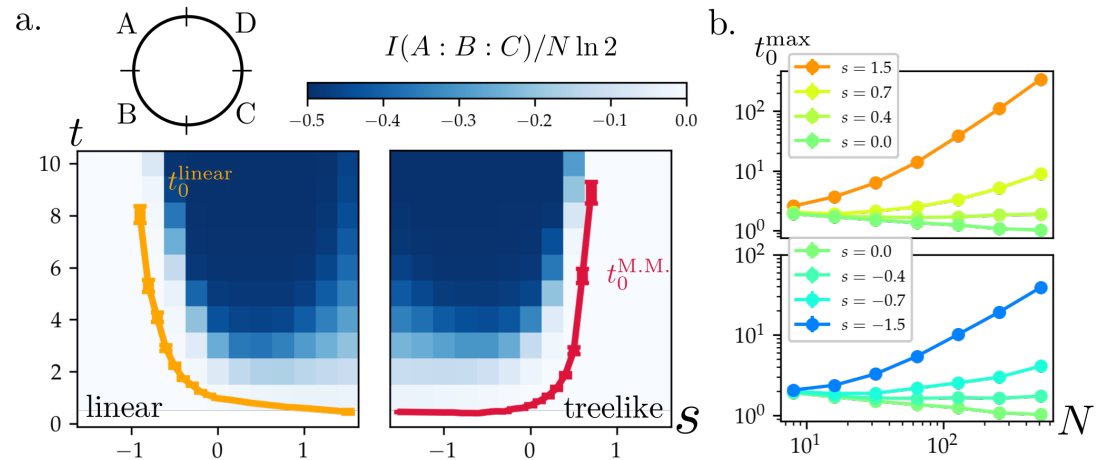 a.
A
D
B
C
I(A : B : C)/N ln 2
−0.5 −0.4 −0.3 −0.2 −0.1 0.0
t
10
8
6
4
2
0
t_0^linear
linear
−1 0 1
t_0^M.M.
treelike
−1 0 1
s
b.
t_0^max
s = 1.5
s = 0.7
s = 0.4
s = 0.0
10^2
10^1
10^0
s = 0.0
s = −0.4
s = −0.7
s = −1.5
10^2
10^1
10^0
10^1 10^2
N